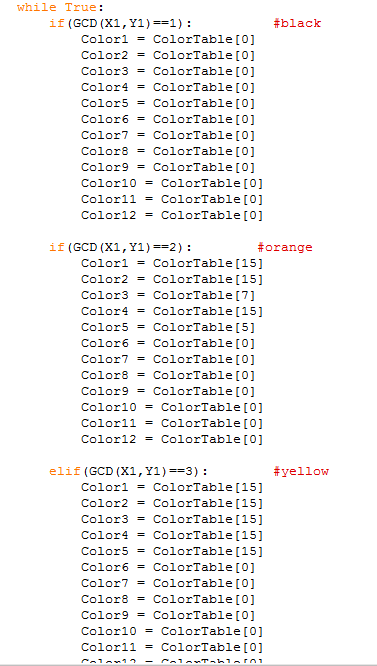 while True:
if(GCD(X1,Y1)==1): #black
Color1 = ColorTable[0]
Color2 = ColorTable[0]
Color3 = ColorTable[0]
Color4 = ColorTable[0]
Color5 = ColorTable[0]
Color6 = ColorTable[0]
Color7 = ColorTable[0]
Color8 = ColorTable[0]
Color9 = ColorTable[0]
Color10 = ColorTable[0]
Color11 = ColorTable[0]
Color12 = ColorTable[0]
if(GCD(X1,Y1)==2): #orange
Color1 = ColorTable[15]
Color2 = ColorTable[15]
Color3 = ColorTable[7]
Color4 = ColorTable[15]
Color5 = ColorTable[5]
Color6 = ColorTable[0]
Color7 = ColorTable[0]
Color8 = ColorTable[0]
Color9 = ColorTable[0]
Color10 = ColorTable[0]
Color11 = ColorTable[0]
Color12 = ColorTable[0]
elif(GCD(X1,Y1)==3): #yellow
Color1 = ColorTable[15]
Color2 = ColorTable[15]
Color3 = ColorTable[15]
Color4 = ColorTable[15]
Color5 = ColorTable[15]
Color6 = ColorTable[0]
Color7 = ColorTable[0]
Color8 = ColorTable[0]
Color9 = ColorTable[0]
Color10 = ColorTable[0]
Color11 = ColorTable[0]
Color12 = ColorTable[0]